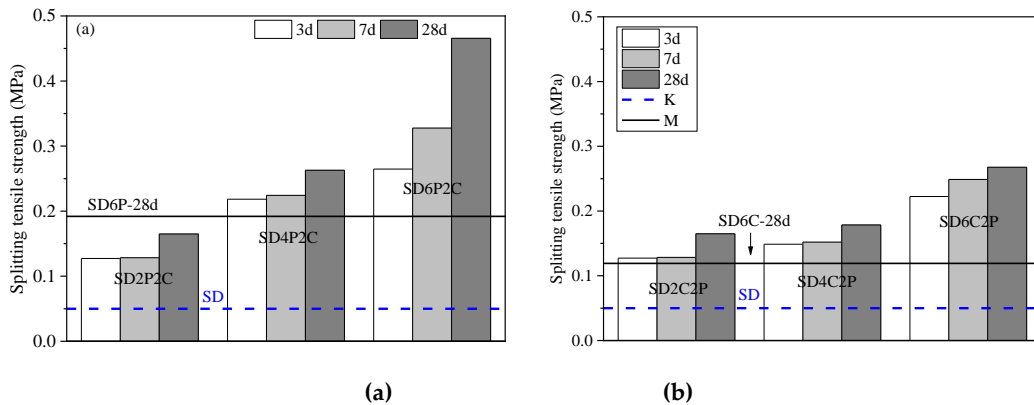 (a)
3d 7d 28d
Splitting tensile strength (MPa)
0.5
0.4
0.3
0.2
0.1
0.0
SD6P-28d
SD2P2C
SD4P2C
SD6P2C
SD
(a)
3d
7d
28d
K
M
Splitting tensile strength (MPa)
0.5
0.4
0.3
0.2
0.1
0.0
SD6C-28d
SD2C2P
SD4C2P
SD6C2P
SD
(b)